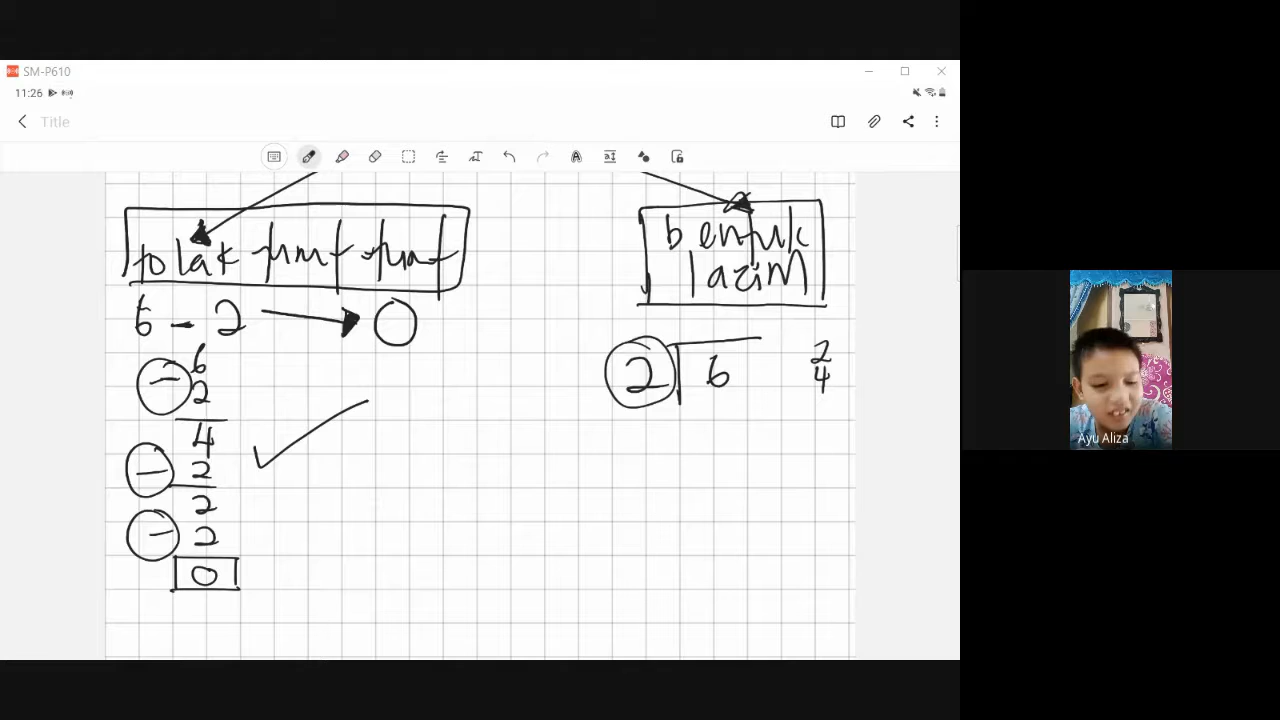 SM-P610
11:26
Title
tolak
bentuk
lazim
6 - 2 → 0
2 6
2
4
- 6
2
4
- 2
2
- 2
0
Ayu Aliza